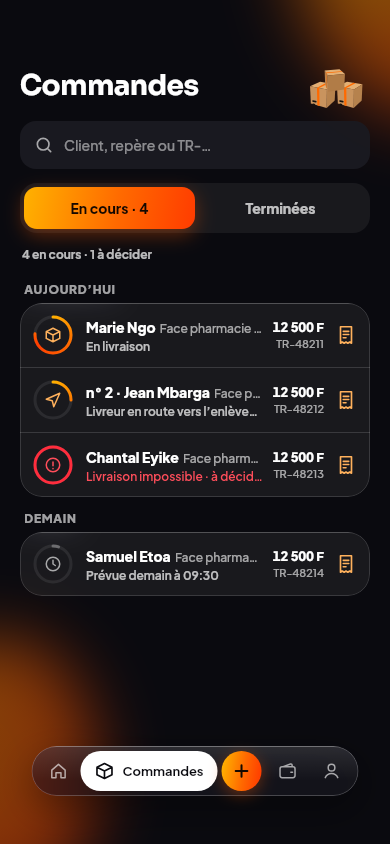 Commandes
Client, repère ou TR-...
En cours · 4
Terminées
4 en cours · 1 à décider
AUJOURD'HUI
Marie Ngo Face pharmacie ... 12 500 F
En livraison TR-48211
n° 2 · Jean Mbarga Face p... 12 500 F
Livreur en route vers l'enlève... TR-48212
Chantal Eyike Face pharm... 12 500 F
Livraison impossible · à décid... TR-48213
DEMAIN
Samuel Etoa Face pharma... 12 500 F
Prévue demain à 09:30 TR-48214
Commandes